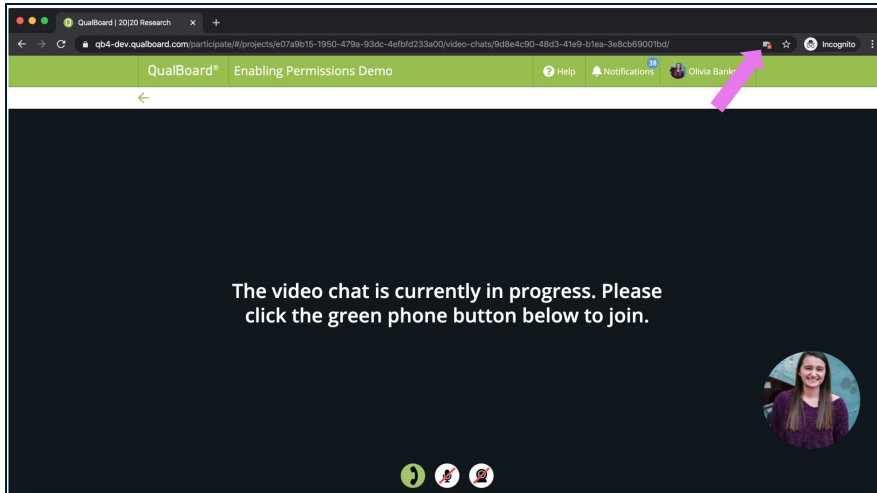 QualBoard | 20|20 Research
qb4-dev.qualboard.com/participate/#/projects/e07a9b15-1950-479a-93dc-4efbfd233a00/video-chats/9d8e4c90-48d3-41e9-b1ea-3e8cb69001bd/
Incognito
QualBoard® Enabling Permissions Demo
Help
Notifications
38
Olivia
The video chat is currently in progress. Please
click the green phone button below to join.